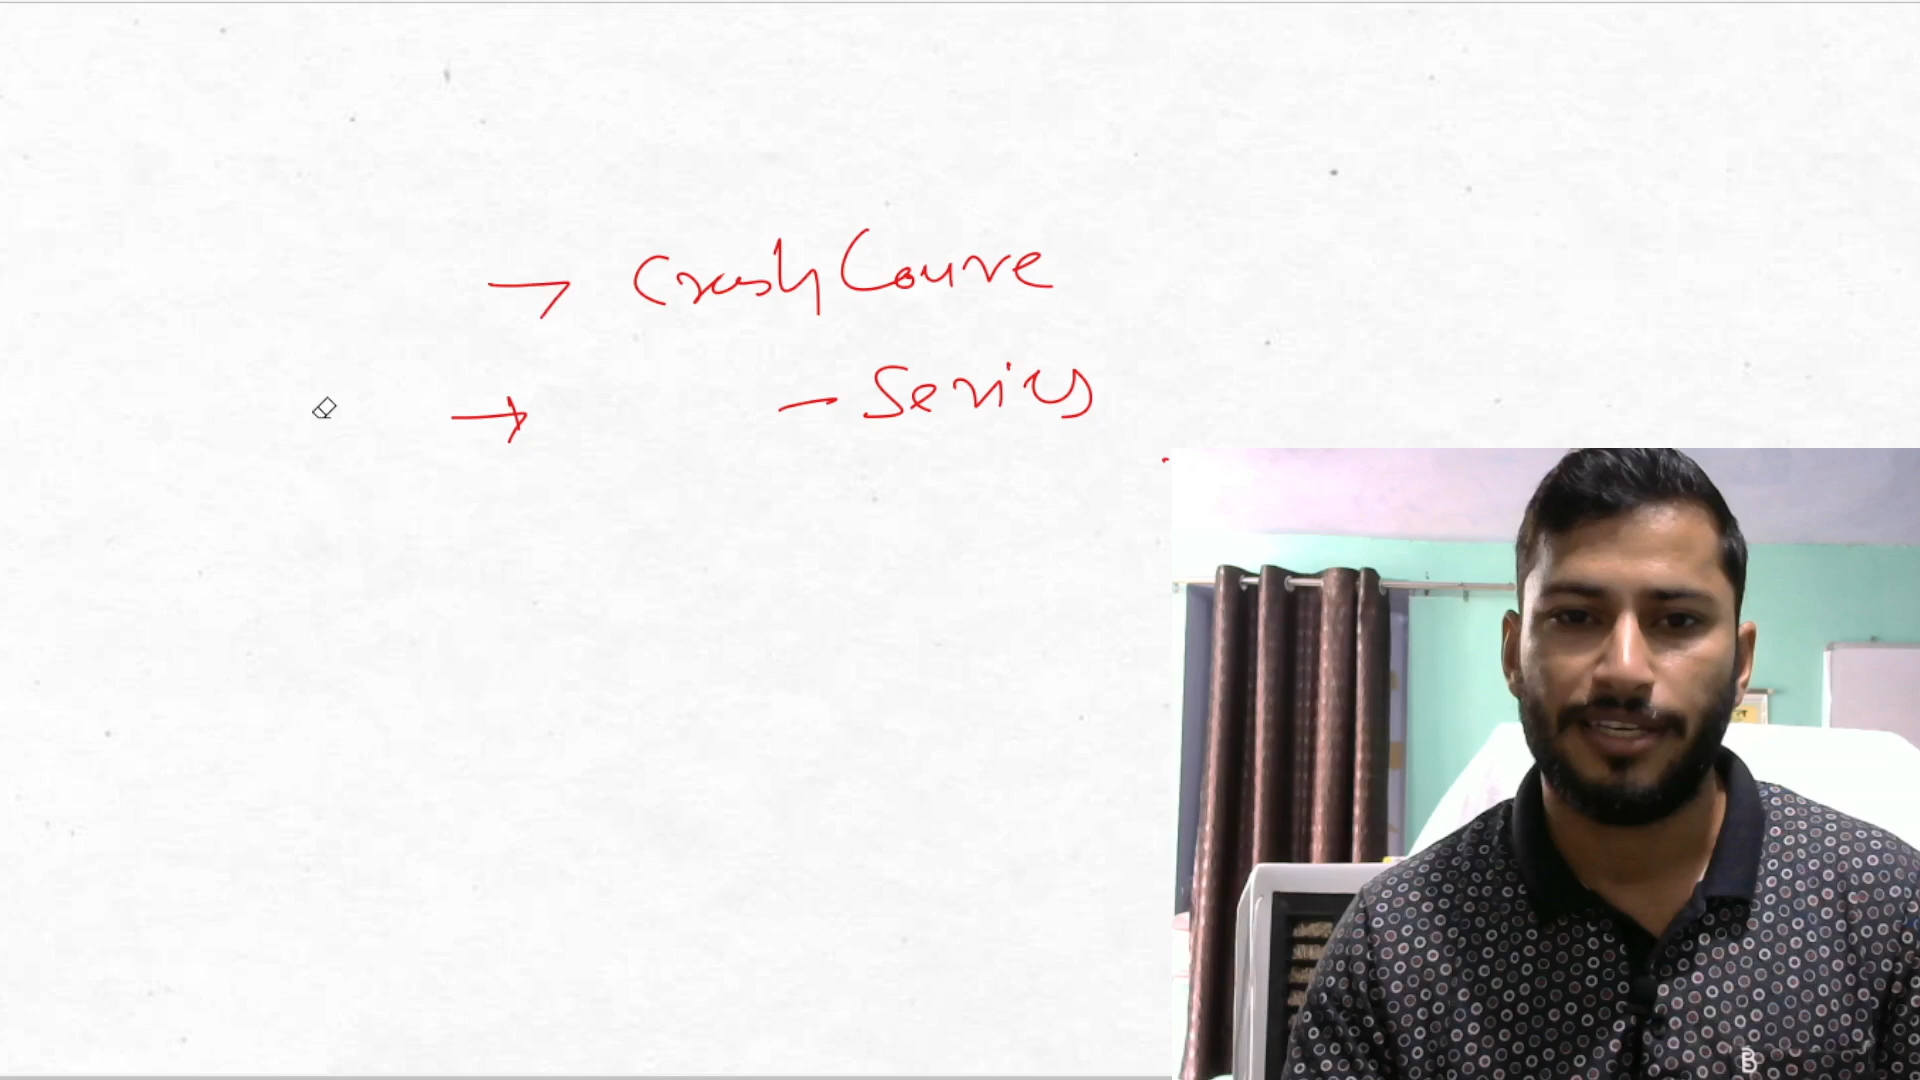 → Crash Course
→ - Series